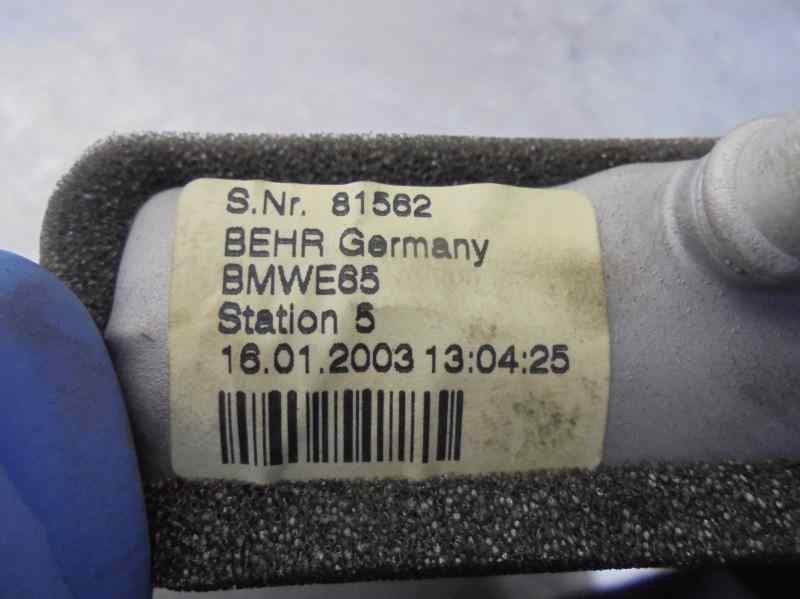 S.Nr. 81562
BEHR Germany
BMWE65
Station 5
16.01.2003 13:04:25